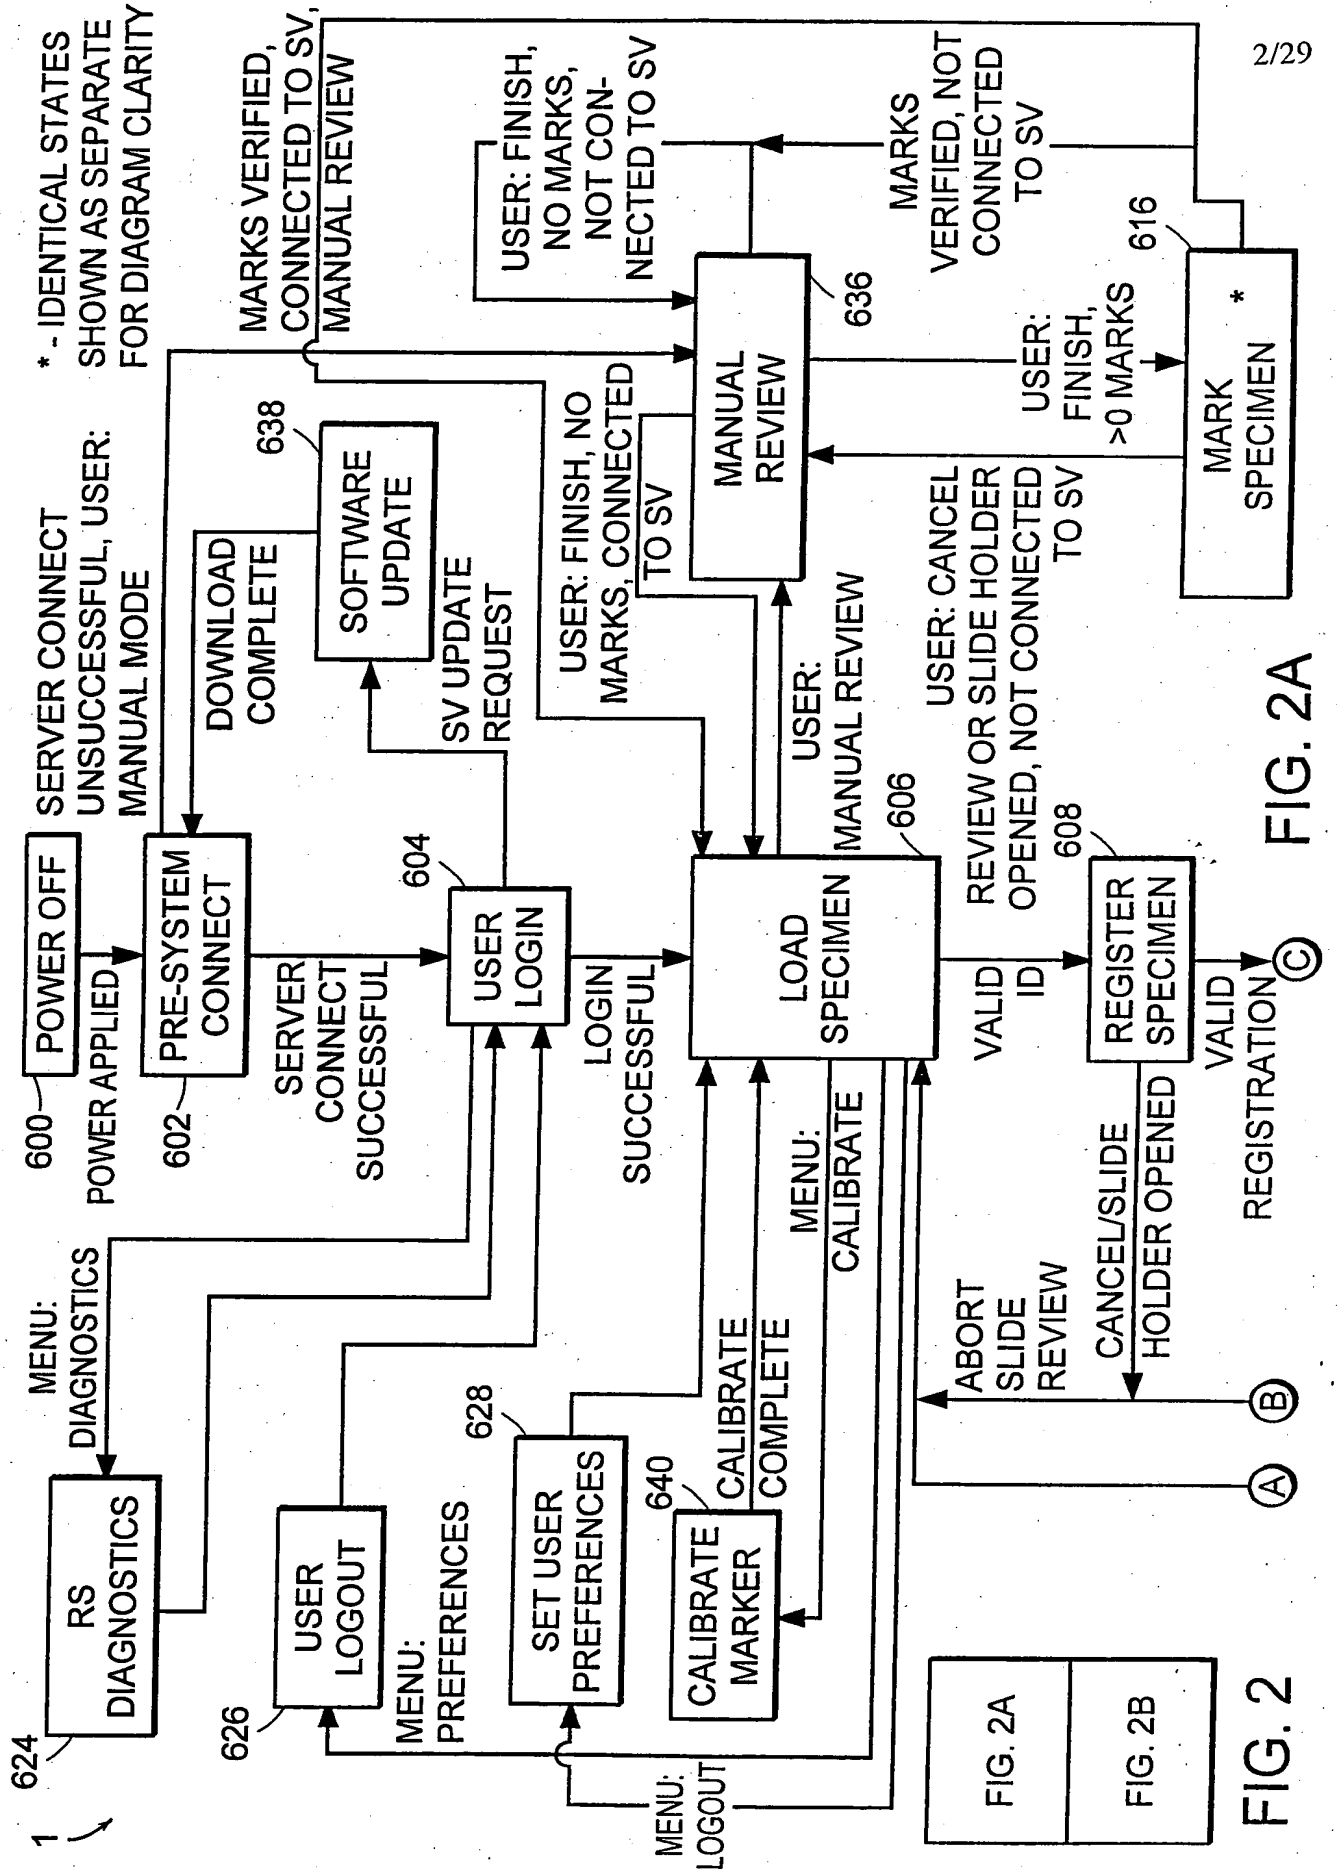 2/29
* - IDENTICAL STATES
SHOWN AS SEPARATE
FOR DIAGRAM CLARITY
1
624
RS
DIAGNOSTICS
MENU:
DIAGNOSTICS
600
POWER OFF
POWER APPLIED
602
PRE-SYSTEM
CONNECT
SERVER CONNECT
UNSUCCESSFUL, USER:
MANUAL MODE
DOWNLOAD
COMPLETE
638
SOFTWARE
UPDATE
SV UPDATE
REQUEST
MARKS VERIFIED,
CONNECTED TO SV,
MANUAL REVIEW
626
USER
LOGOUT
MENU:
PREFERENCES
SERVER
CONNECT
SUCCESSFUL
604
USER
LOGIN
LOGIN
SUCCESSFUL
628
SET USER
PREFERENCES
MENU:
LOGOUT
640
CALIBRATE
MARKER
CALIBRATE
COMPLETE
MENU:
CALIBRATE
606
LOAD
SPECIMEN
USER: FINISH, NO
MARKS, CONNECTED
TO SV
USER:
MANUAL REVIEW
636
MANUAL
REVIEW
USER: FINISH,
NO MARKS,
NOT CON-
NECTED TO SV
MARKS
VERIFIED, NOT
CONNECTED
TO SV
USER:
FINISH,
>0 MARKS
USER: CANCEL
REVIEW OR SLIDE HOLDER
OPENED, NOT CONNECTED
TO SV
616
MARK *
SPECIMEN
VALID
ID
608
REGISTER
SPECIMEN
ABORT
SLIDE
REVIEW
CANCEL/SLIDE
HOLDER OPENED
VALID
REGISTRATION
A
B
C
FIG. 2A
FIG. 2A
FIG. 2B
FIG. 2